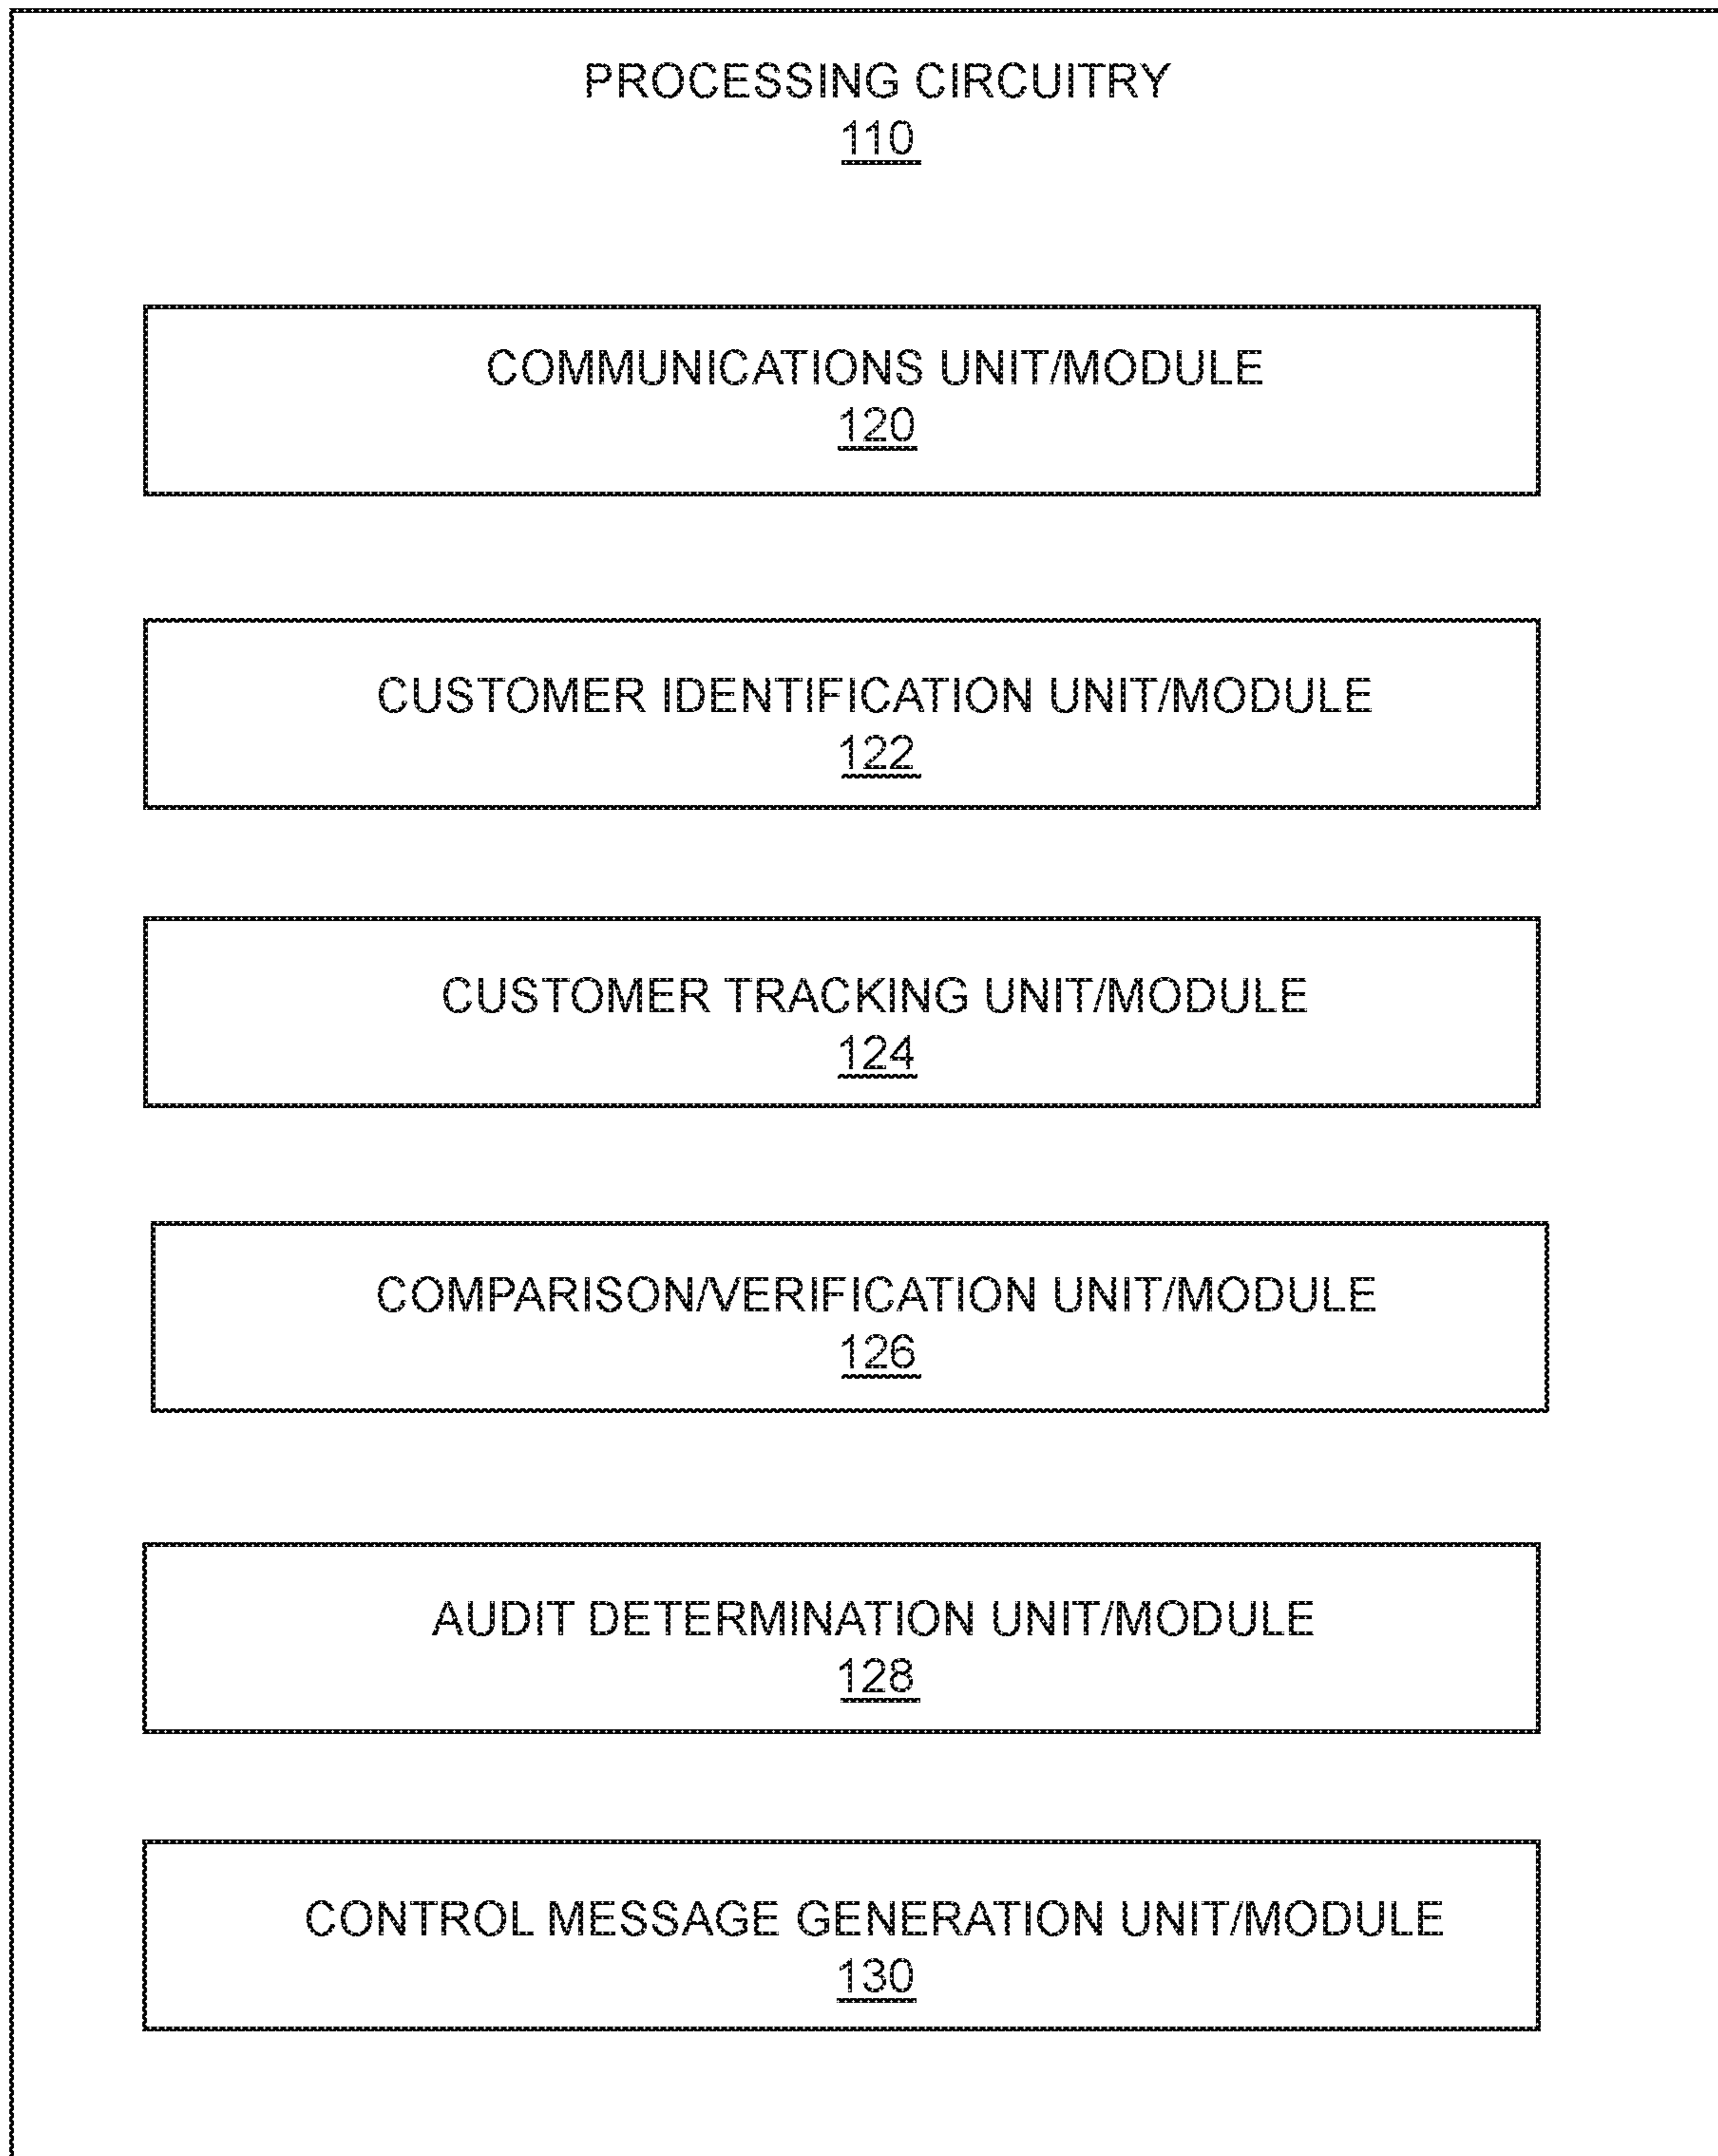 PROCESSING CIRCUITRY
110
COMMUNICATIONS UNIT/MODULE
120
CUSTOMER IDENTIFICATION UNIT/MODULE
122
CUSTOMER TRACKING UNIT/MODULE
124
COMPARISON/VERIFICATION UNIT/MODULE
126
AUDIT DETERMINATION UNIT/MODULE
128
CONTROL MESSAGE GENERATION UNIT/MODULE
130